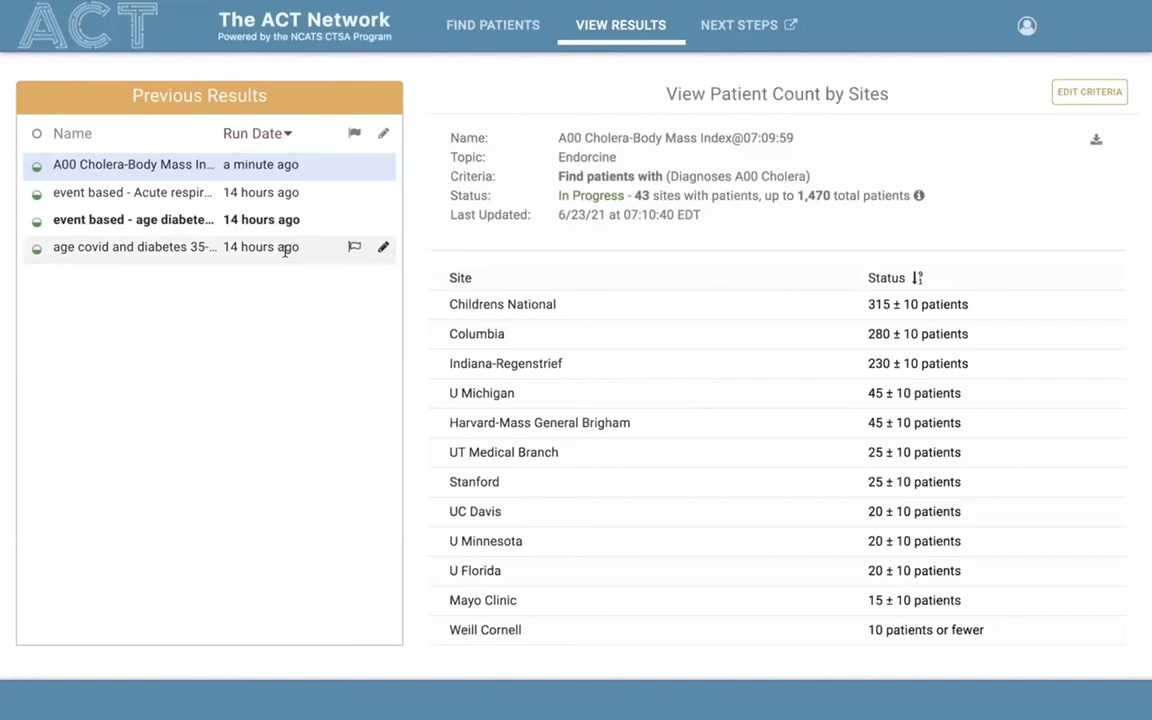 ACT
The ACT Network
Powered by the NCATS CTSA Program
FIND PATIENTS
VIEW RESULTS
NEXT STEPS
Previous Results
Name Run Date
A00 Cholera-Body Mass In... a minute ago
event based - Acute respir... 14 hours ago
event based - age diabete... 14 hours ago
age covid and diabetes 35-... 14 hours ago
View Patient Count by Sites
EDIT CRITERIA
Name: A00 Cholera-Body Mass Index@07:09:59
Topic: Endorcine
Criteria: Find patients with (Diagnoses A00 Cholera)
Status: In Progress - 43 sites with patients, up to 1,470 total patients
Last Updated: 6/23/21 at 07:10:40 EDT
Site Status
Childrens National 315 ± 10 patients
Columbia 280 ± 10 patients
Indiana-Regenstrief 230 ± 10 patients
U Michigan 45 ± 10 patients
Harvard-Mass General Brigham 45 ± 10 patients
UT Medical Branch 25 ± 10 patients
Stanford 25 ± 10 patients
UC Davis 20 ± 10 patients
U Minnesota 20 ± 10 patients
U Florida 20 ± 10 patients
Mayo Clinic 15 ± 10 patients
Weill Cornell 10 patients or fewer